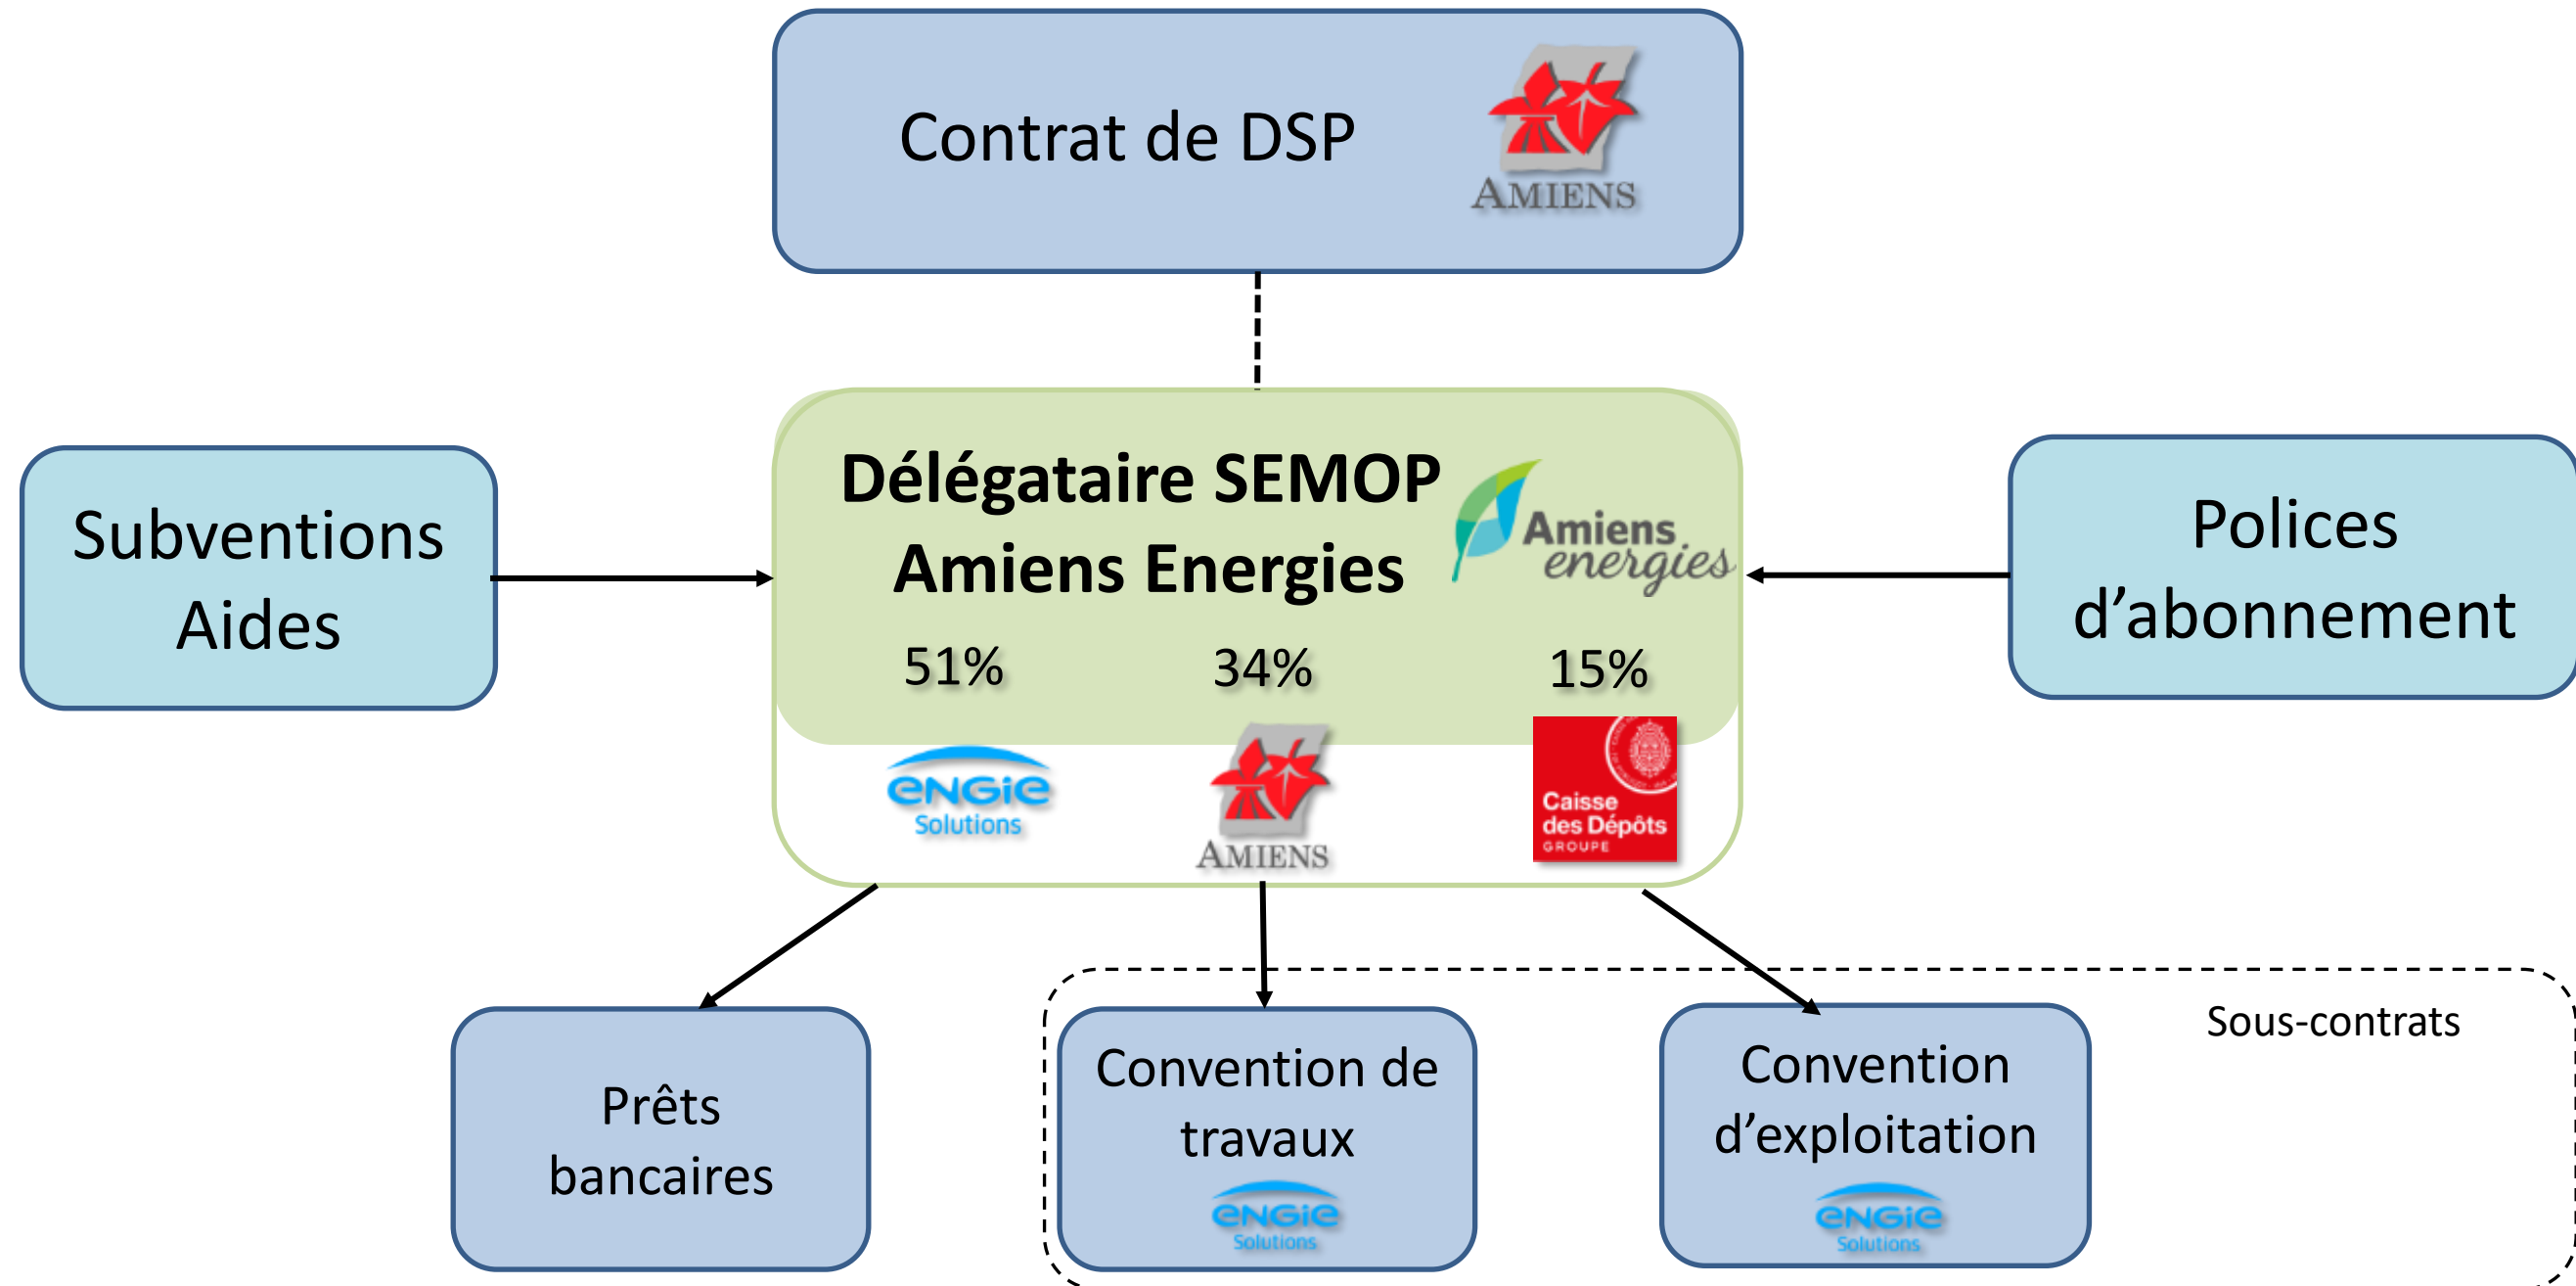 Contrat de DSP
AMIENS
Subventions
Aides
Délégataire SEMOP
Amiens Energies
Amiens
energies
51%
34%
15%
ENGIE
Solutions
AMIENS
Caisse
des Dépôts
GROUPE
Polices
d’abonnement
Prêts
bancaires
Convention de
travaux
ENGIE
Solutions
Convention
d’exploitation
ENGIE
Solutions
Sous-contrats